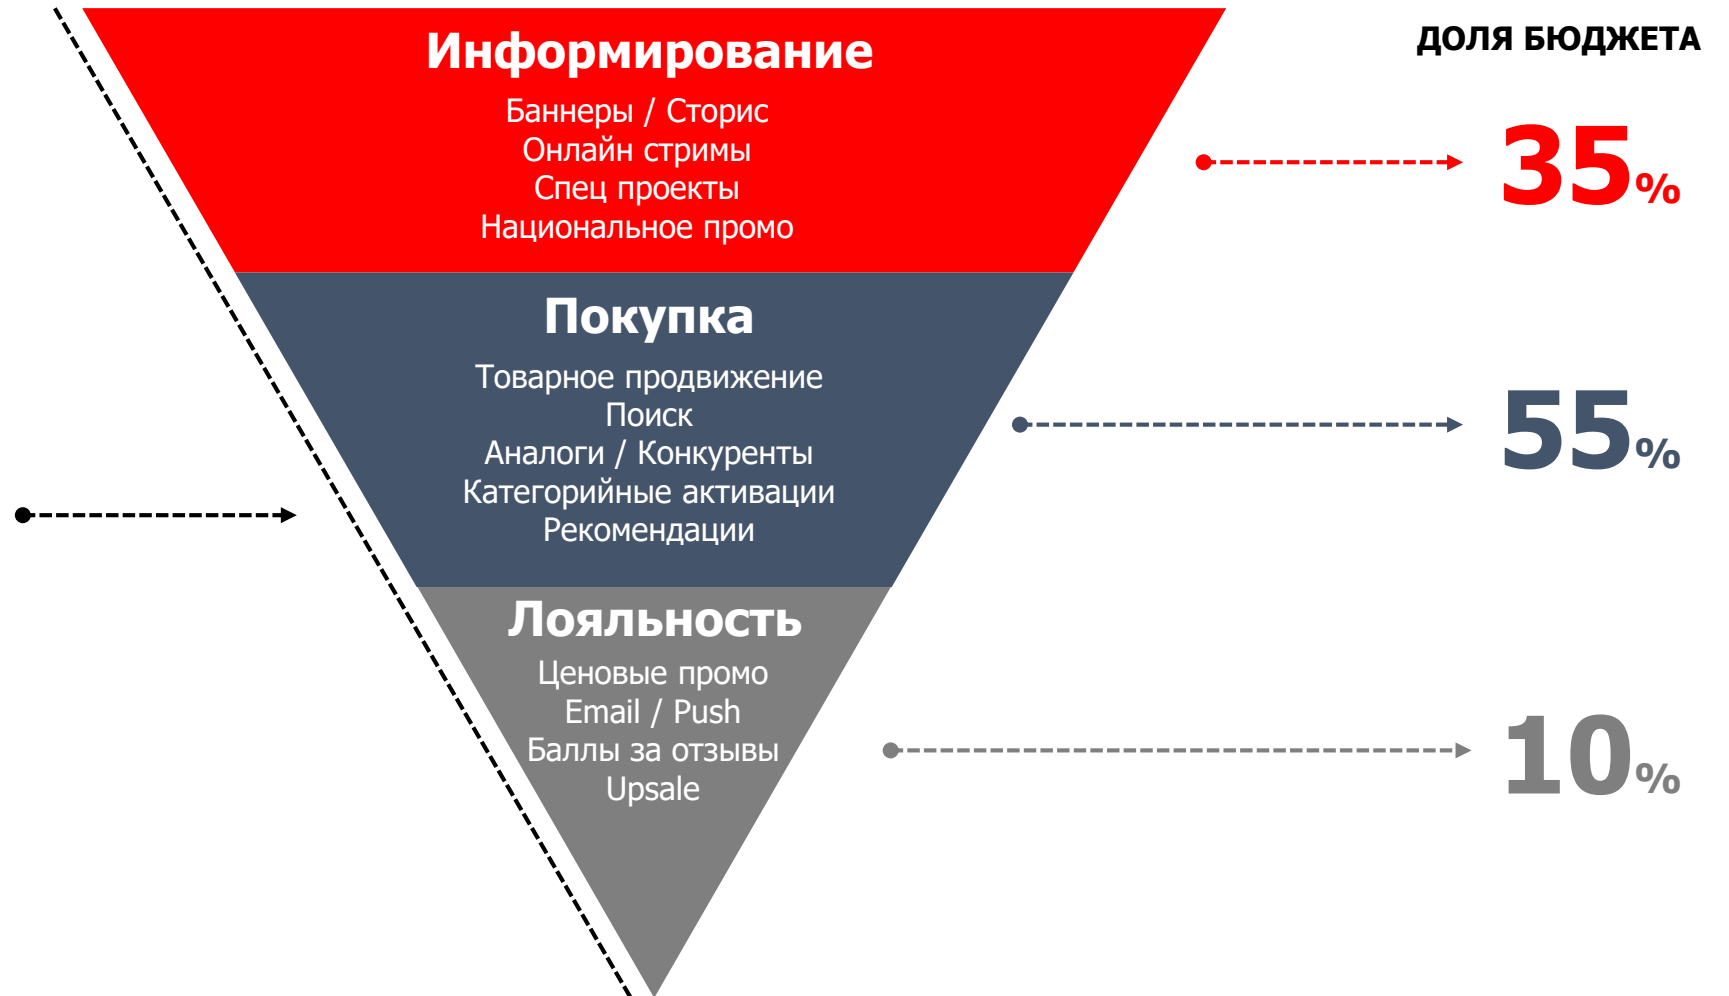 Информирование
Баннеры / Сторис
Онлайн стримы
Спец проекты
Национальное промо
ДОЛЯ БЮДЖЕТА
35%
Покупка
Товарное продвижение
Поиск
Аналоги / Конкуренты
Категорийные активации
Рекомендации
55%
Лояльность
Ценовые промо
Email / Push
Баллы за отзывы
Upsale
10%